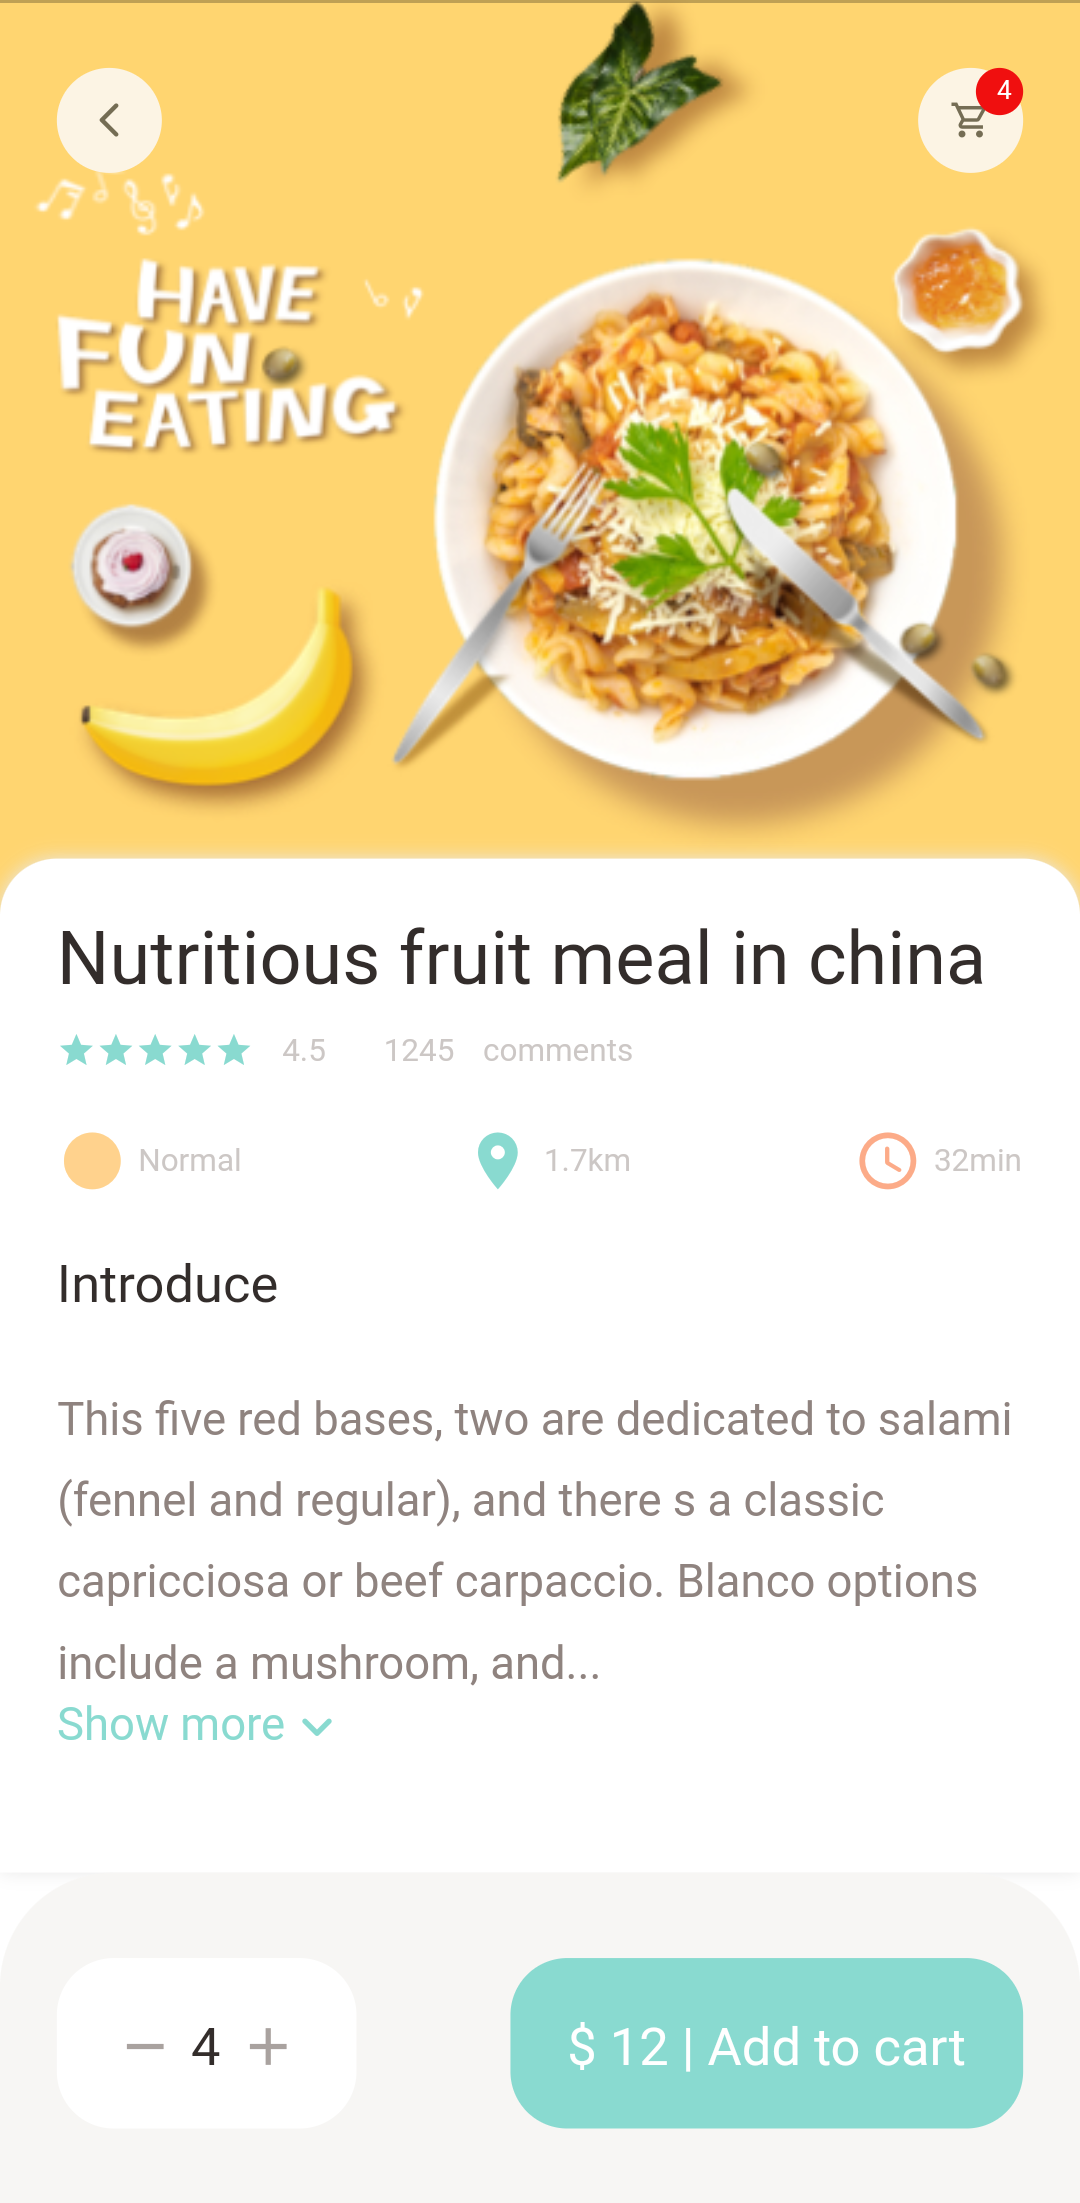 4
HAVE
FUN
EATING
Nutritious fruit meal in china
4.5 1245 comments
Normal 1.7km 32min
Introduce
This five red bases, two are dedicated to salami
(fennel and regular), and there s a classic
capricciosa or beef carpaccio. Blanco options
include a mushroom, and...
Show more
4
$ 12 | Add to cart